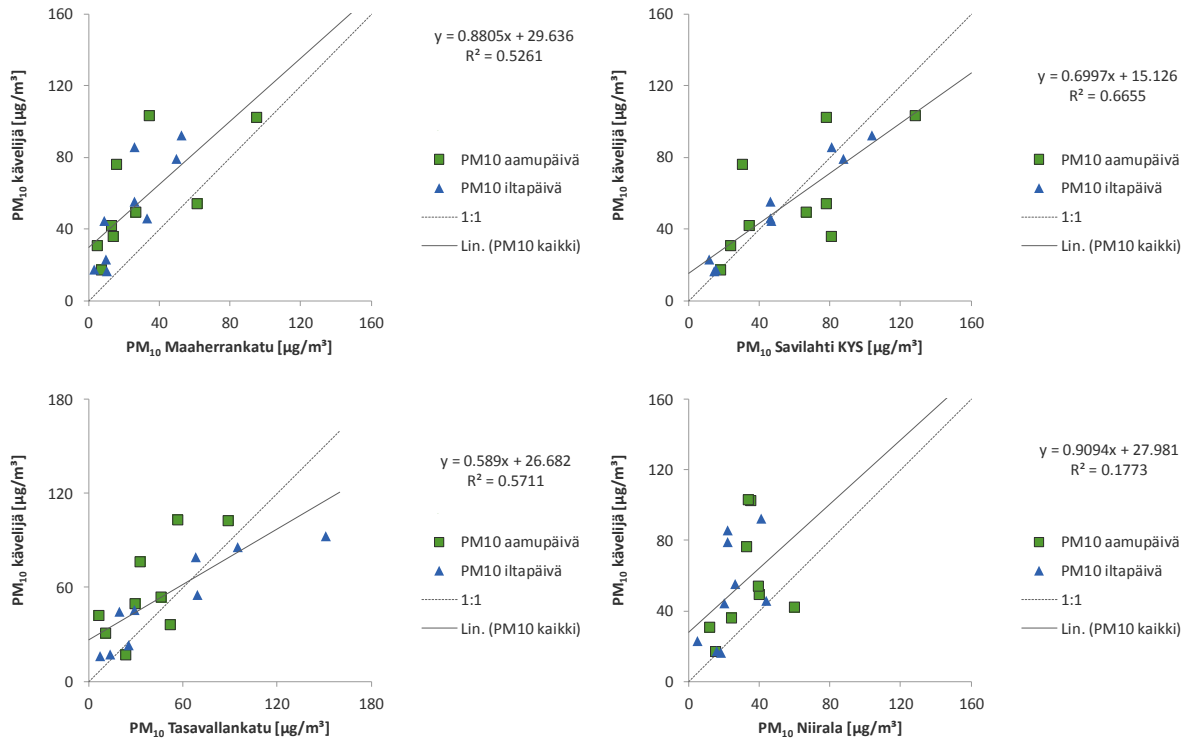 PM₁₀ kävelijä [µg/m³]
160
120
80
40
0
0 40 80 120 160
PM₁₀ Maaherrankatu [µg/m³]
y = 0.8805x + 29.636
R² = 0.5261
PM10 aamupäivä
PM10 iltapäivä
1:1
Lin. (PM10 kaikki)
PM₁₀ kävelijä [µg/m³]
160
120
80
40
0
0 40 80 120 160
PM₁₀ Savilahti KYS [µg/m³]
y = 0.6997x + 15.126
R² = 0.6655
PM10 aamupäivä
PM10 iltapäivä
1:1
Lin. (PM10 kaikki)
PM₁₀ kävelijä [µg/m³]
180
120
60
0
0 60 120 180
PM₁₀ Tasavallankatu [µg/m³]
y = 0.589x + 26.682
R² = 0.5711
PM10 aamupäivä
PM10 iltapäivä
1:1
Lin. (PM10 kaikki)
PM₁₀ kävelijä [µg/m³]
160
120
80
40
0
0 40 80 120 160
PM₁₀ Niirala [µg/m³]
y = 0.9094x + 27.981
R² = 0.1773
PM10 aamupäivä
PM10 iltapäivä
1:1
Lin. (PM10 kaikki)